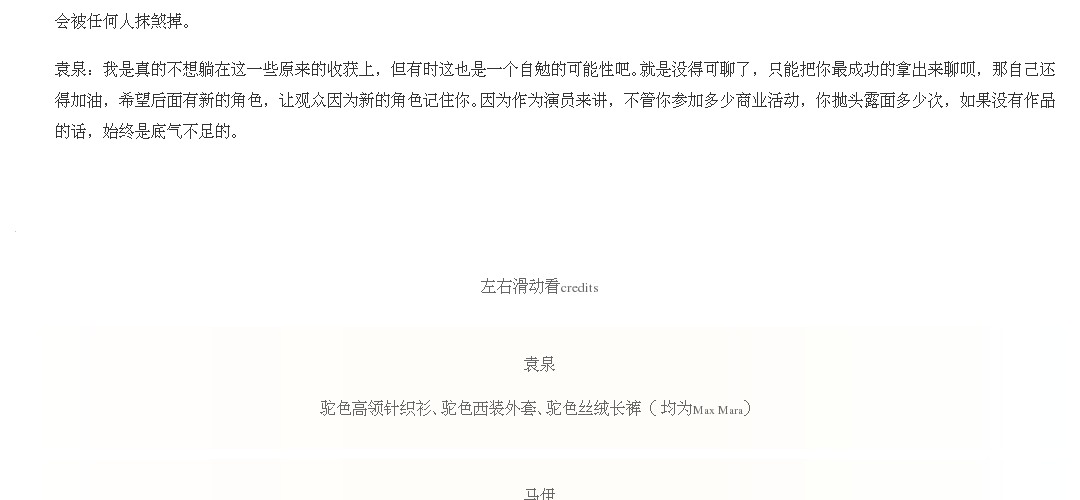 会被任何人抹煞掉。
袁泉：我是真的不想躺在这一些原来的收获上，但有时这也是一个自勉的可能性吧。就是没得可聊了，只能把你最成功的拿出来聊呗，那自己还
得加油，希望后面有新的角色，让观众因为新的角色记住你。因为作为演员来讲，不管你参加多少商业活动，你抛头露面多少次，如果没有作品
的话，始终是底气不足的。
左右滑动看credits
袁泉
驼色高领针织衫、驼色西装外套、驼色丝绒长裤（均为Max Mara）
马伊